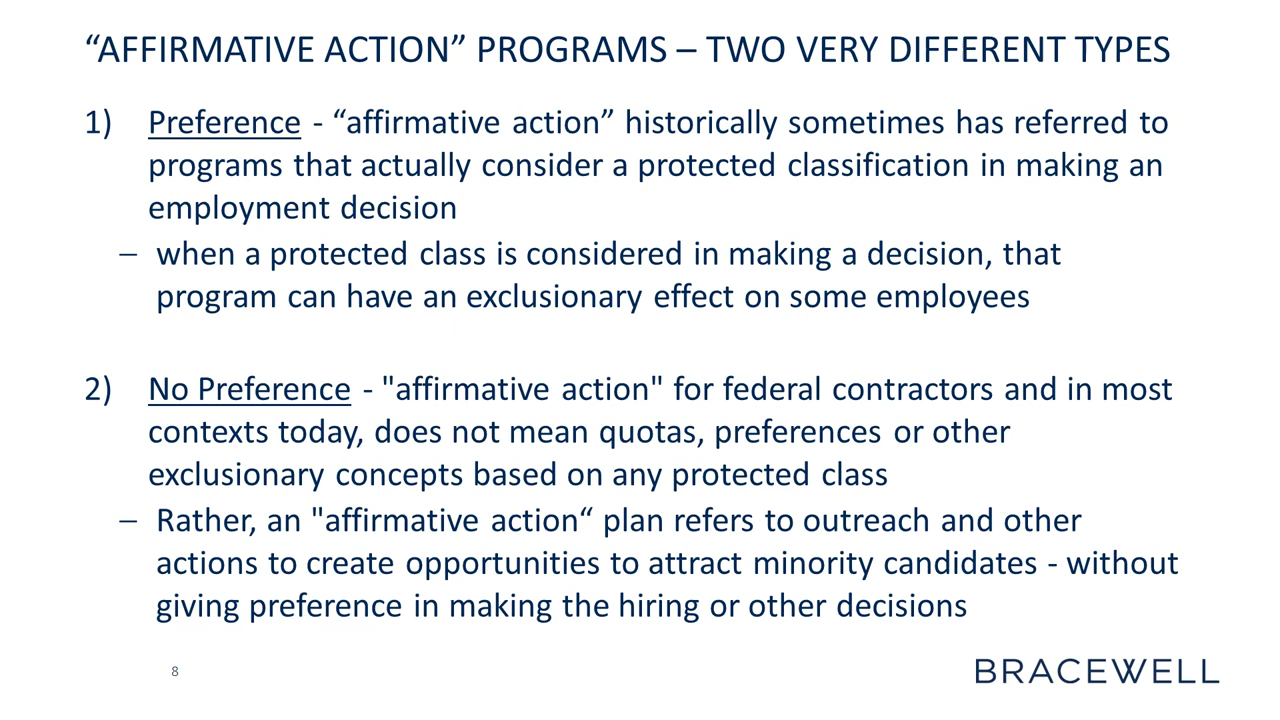 “AFFIRMATIVE ACTION” PROGRAMS – TWO VERY DIFFERENT TYPES
1) Preference - “affirmative action” historically sometimes has referred to
programs that actually consider a protected classification in making an
employment decision
– when a protected class is considered in making a decision, that
program can have an exclusionary effect on some employees
2) No Preference - "affirmative action" for federal contractors and in most
contexts today, does not mean quotas, preferences or other
exclusionary concepts based on any protected class
– Rather, an "affirmative action“ plan refers to outreach and other
actions to create opportunities to attract minority candidates - without
giving preference in making the hiring or other decisions
8
BRACEWELL